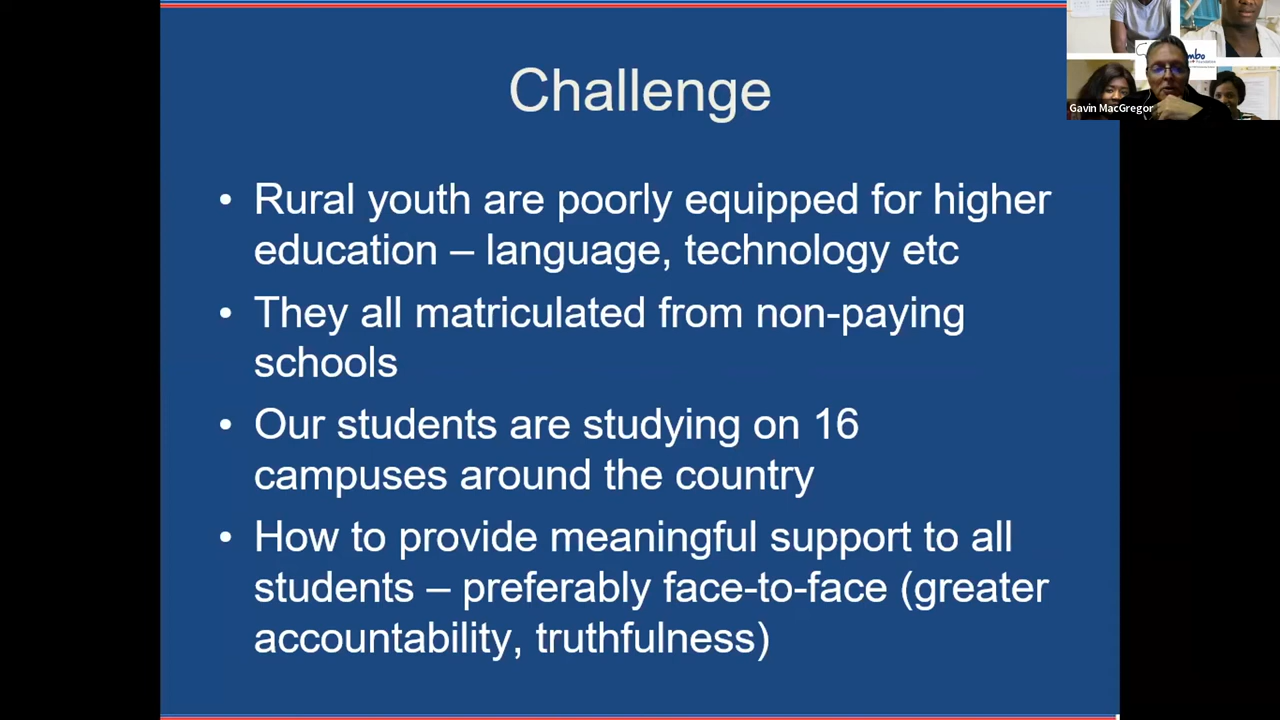 Challenge
• Rural youth are poorly equipped for higher
education – language, technology etc
• They all matriculated from non-paying
schools
• Our students are studying on 16
campuses around the country
• How to provide meaningful support to all
students – preferably face-to-face (greater
accountability, truthfulness)
Gavin MacGregor